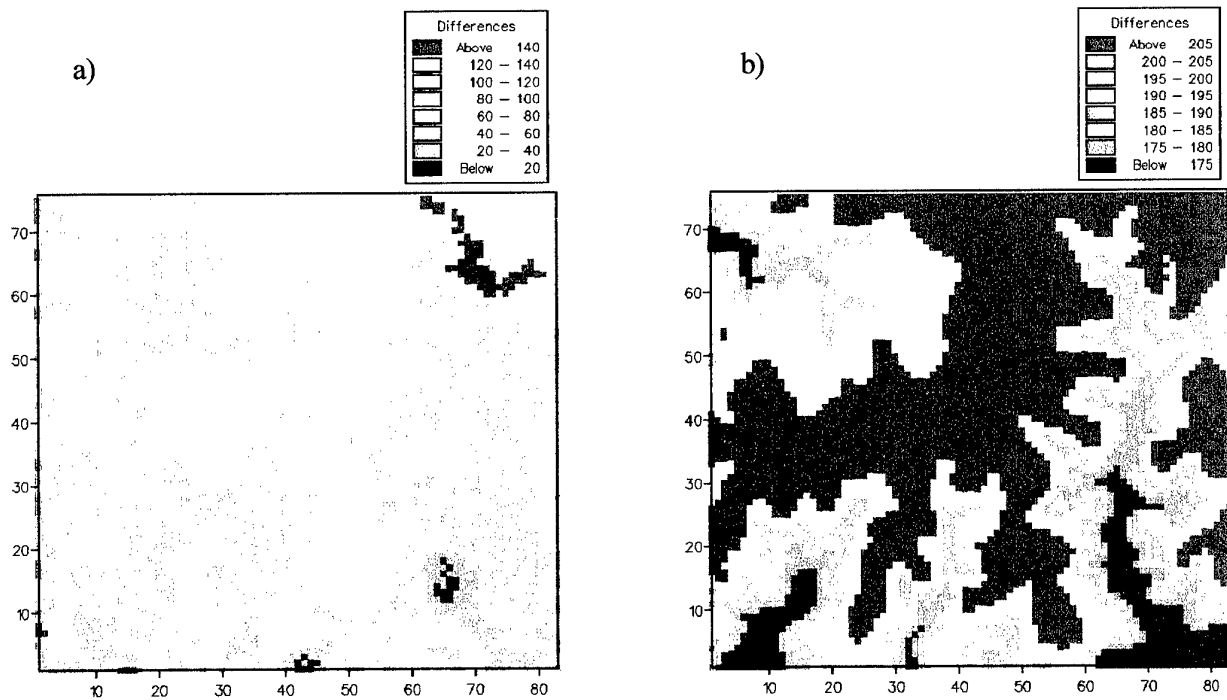 a)
Differences
Above 140
120 – 140
100 – 120
80 – 100
60 – 80
40 – 60
20 – 40
Below 20
70
60
50
40
30
20
10
10 20 30 40 50 60 70 80
b)
Differences
Above 205
200 – 205
195 – 200
190 – 195
185 – 190
180 – 185
175 – 180
Below 175
70
60
50
40
30
20
10
10 20 30 40 50 60 70 80